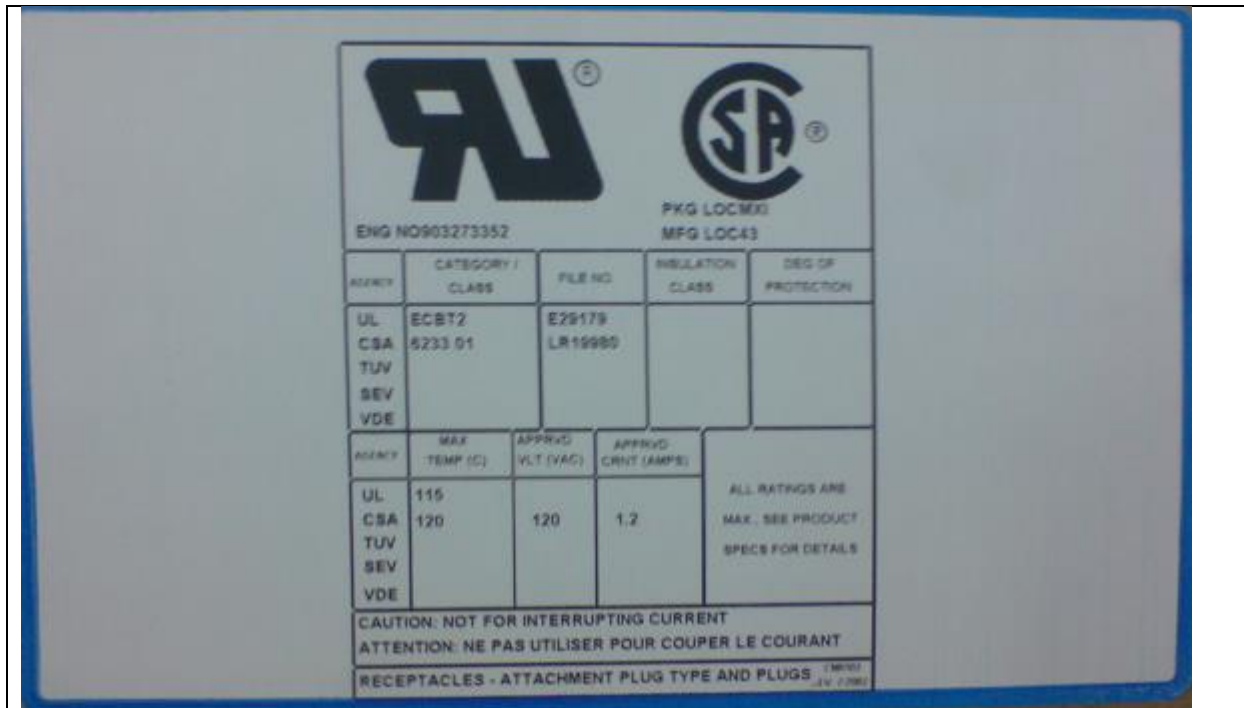 RU ®
CSA ®
PKG LOCMXI
ENG NO903273352 MFG LOC43
AGENCY CATEGORY / CLASS FILE NO. INSULATION CLASS DEG OF PROTECTION
UL ECBT2 E29179
CSA 6233 01 LR19980
TUV
SEV
VDE
AGENCY MAX TEMP (C) APPRVD VLT (VAC) APPRVD CRNT (AMPS)
UL 115
CSA 120 120 1.2
TUV
SEV
VDE
ALL RATINGS ARE
MAX., SEE PRODUCT
SPECS FOR DETAILS
CAUTION: NOT FOR INTERRUPTING CURRENT
ATTENTION: NE PAS UTILISER POUR COUPER LE COURANT
RECEPTACLES - ATTACHMENT PLUG TYPE AND PLUGS